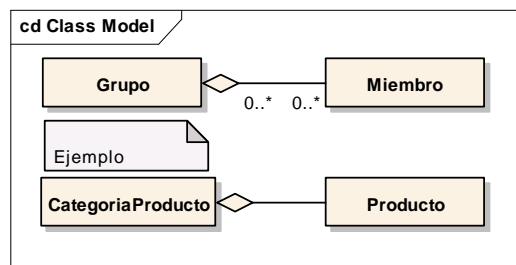 cd Class Model
Grupo
Miembro
0..*
0..*
Ejemplo
CategoriaProducto
Producto